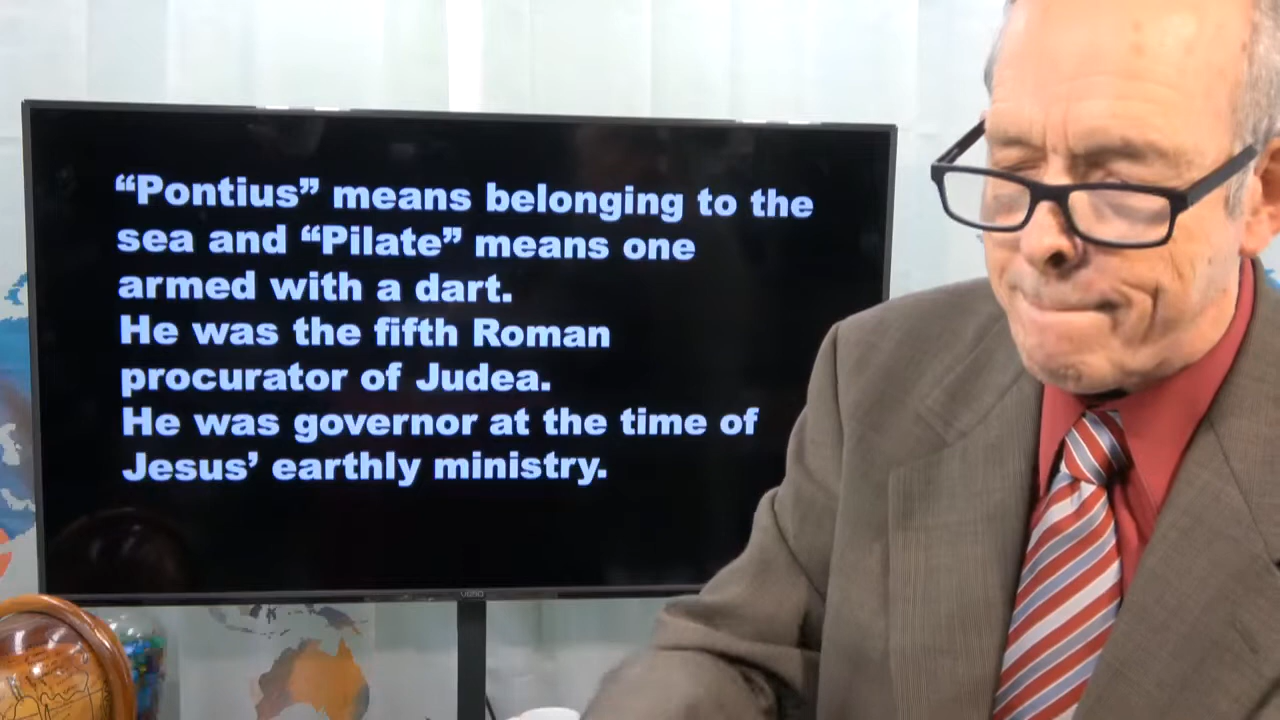 “Pontius” means belonging to the
sea and “Pilate” means one
armed with a dart.
He was the fifth Roman
procurator of Judea.
He was governor at the time of
Jesus’ earthly ministry.